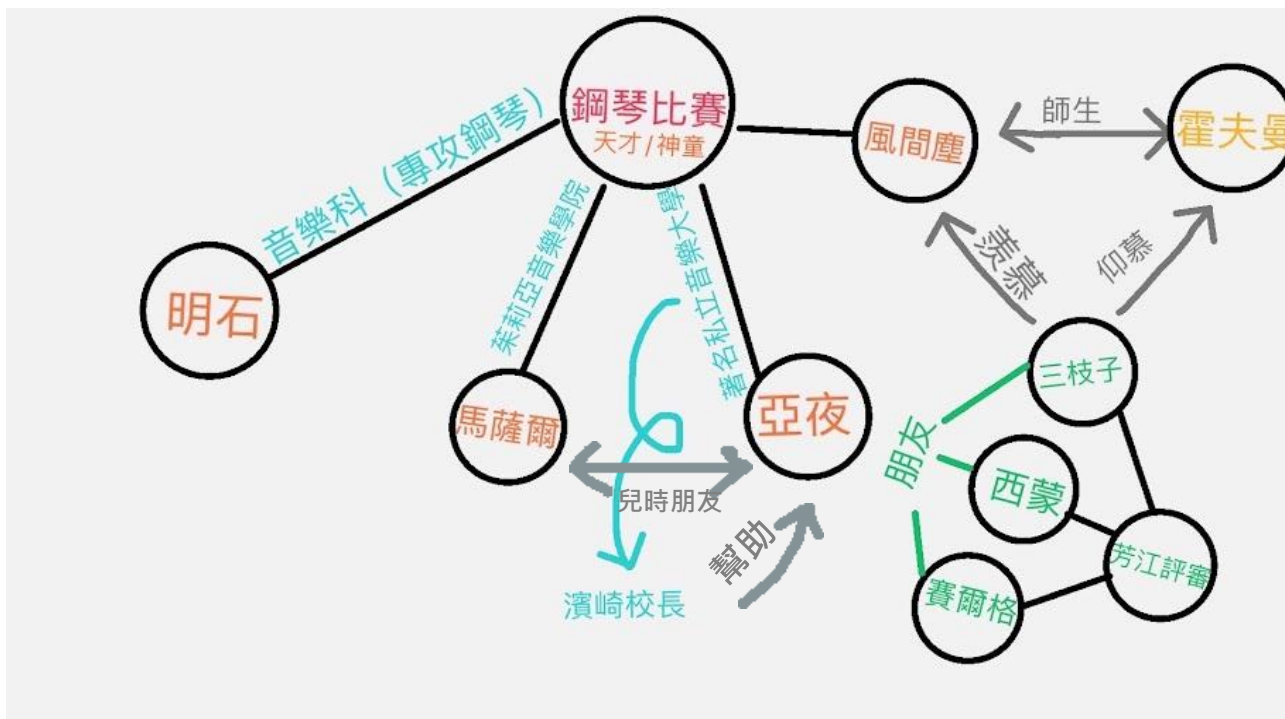 鋼琴比賽
天才/神童
風間塵
師生
霍夫曼
音樂科（專攻鋼琴）
明石
茱莉亞音樂學院
著名私立音樂大學
羨慕
仰慕
馬薩爾
亞夜
兒時朋友
幫助
濱崎校長
三枝子
朋友
西蒙
芳江評審
賽爾格